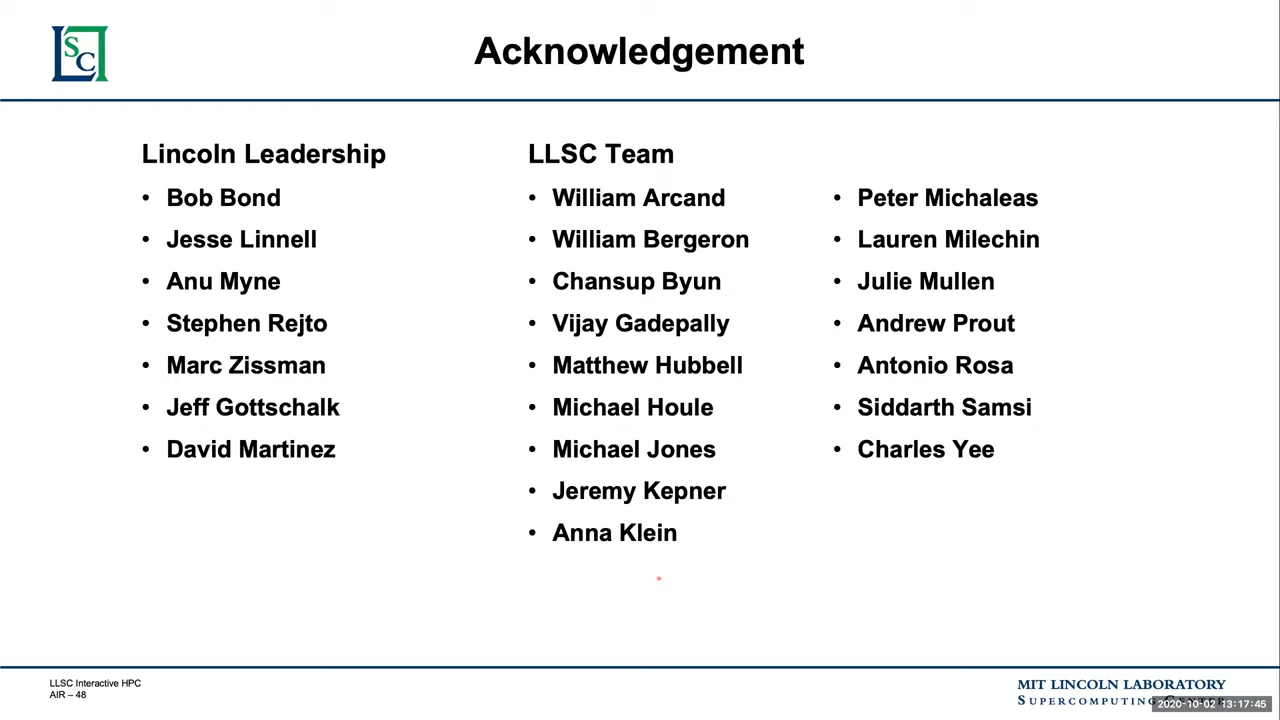 SC
Acknowledgement
Lincoln Leadership
• Bob Bond
• Jesse Linnell
• Anu Myne
• Stephen Rejto
• Marc Zissman
• Jeff Gottschalk
• David Martinez
LLSC Team
• William Arcand
• William Bergeron
• Chansup Byun
• Vijay Gadepally
• Matthew Hubbell
• Michael Houle
• Michael Jones
• Jeremy Kepner
• Anna Klein
• Peter Michaleas
• Lauren Milechin
• Julie Mullen
• Andrew Prout
• Antonio Rosa
• Siddarth Samsi
• Charles Yee
LLSC Interactive HPC
AIR – 48
MIT LINCOLN LABORATORY
SUPERCOMPUTING CENTER
2020-10-02 13:17:45